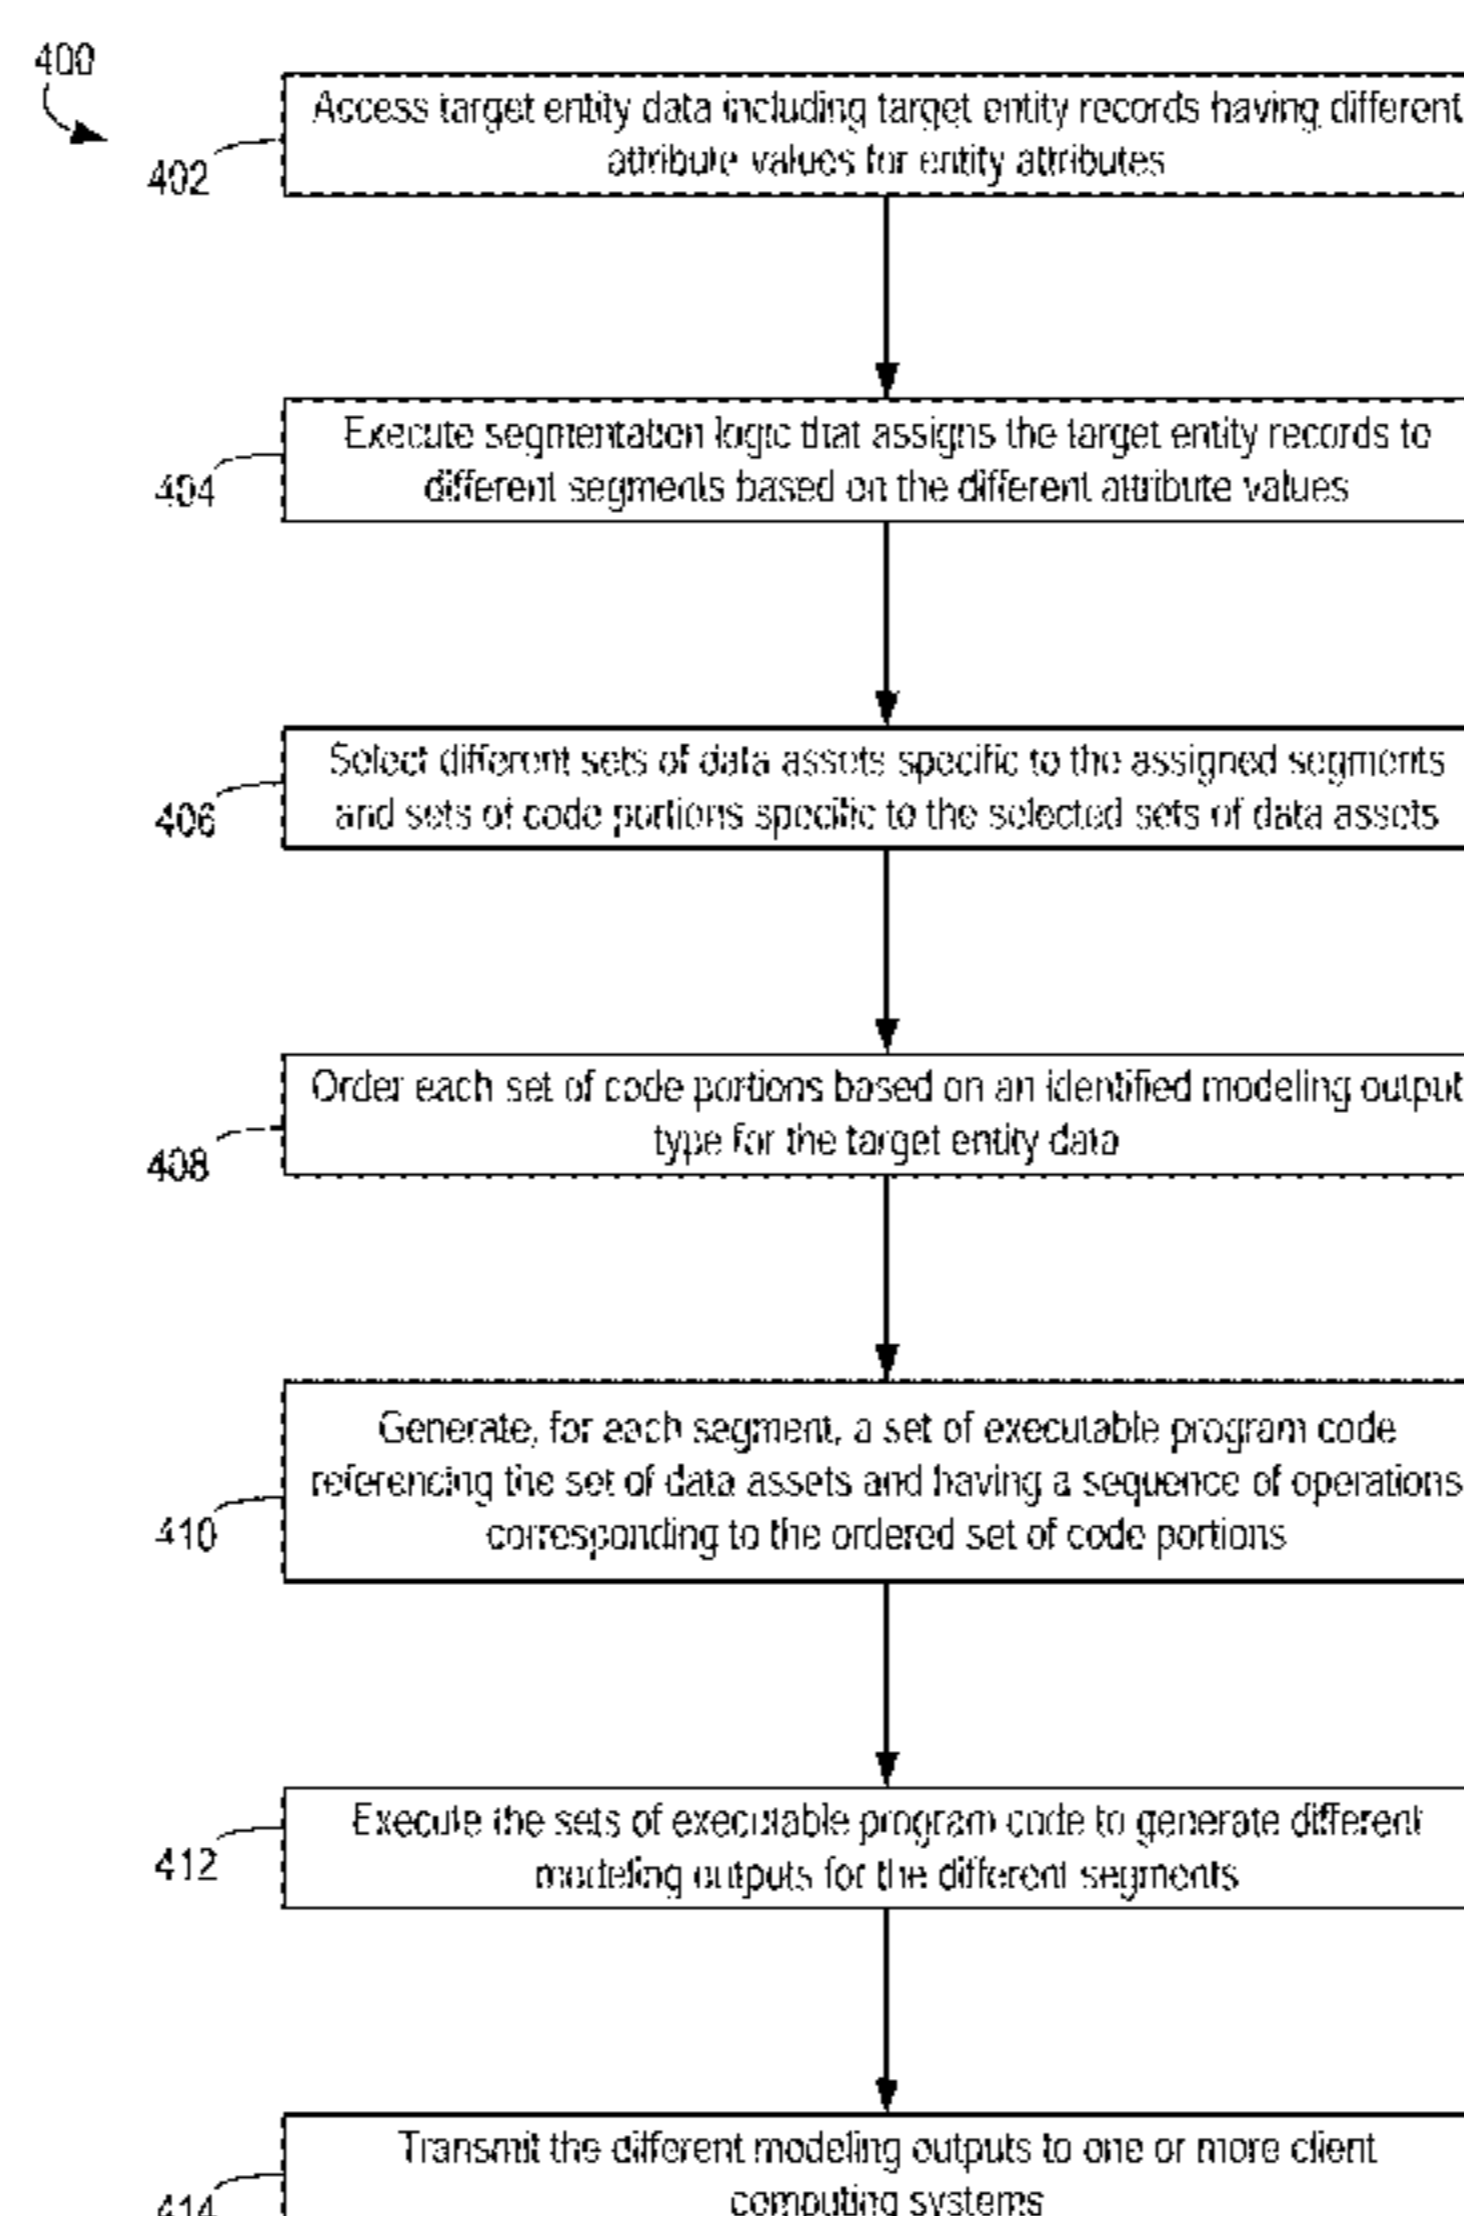 400
402
Access target entity data including target entity records having different
attribute values for entity attributes
404
Execute segmentation logic that assigns the target entity records to
different segments based on the different attribute values
406
Select different sets of data assets specific to the assigned segments
and sets of code portions specific to the selected sets of data assets
408
Order each set of code portions based on an identified modeling output
type for the target entity data
410
Generate, for each segment, a set of executable program code
referencing the set of data assets and having a sequence of operations
corresponding to the ordered set of code portions
412
Execute the sets of executable program code to generate different
modeling outputs for the different segments
414
Transmit the different modeling outputs to one or more client
computing systems